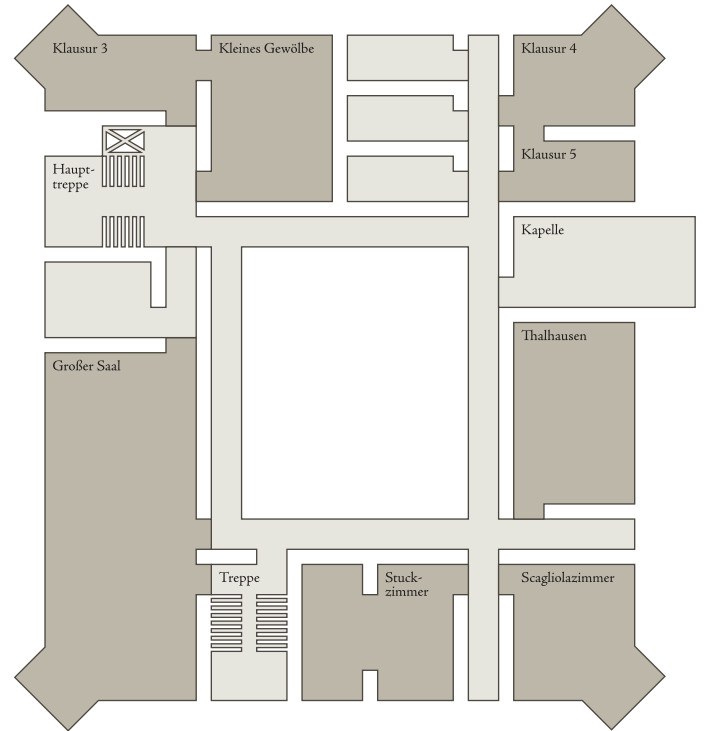 Klausur 3
Kleines Gewölbe
Klausur 4
Klausur 5
Haupt-
treppe
Kapelle
Thalhausen
Großer Saal
Treppe
Stuck-
zimmer
Scagliolazimmer